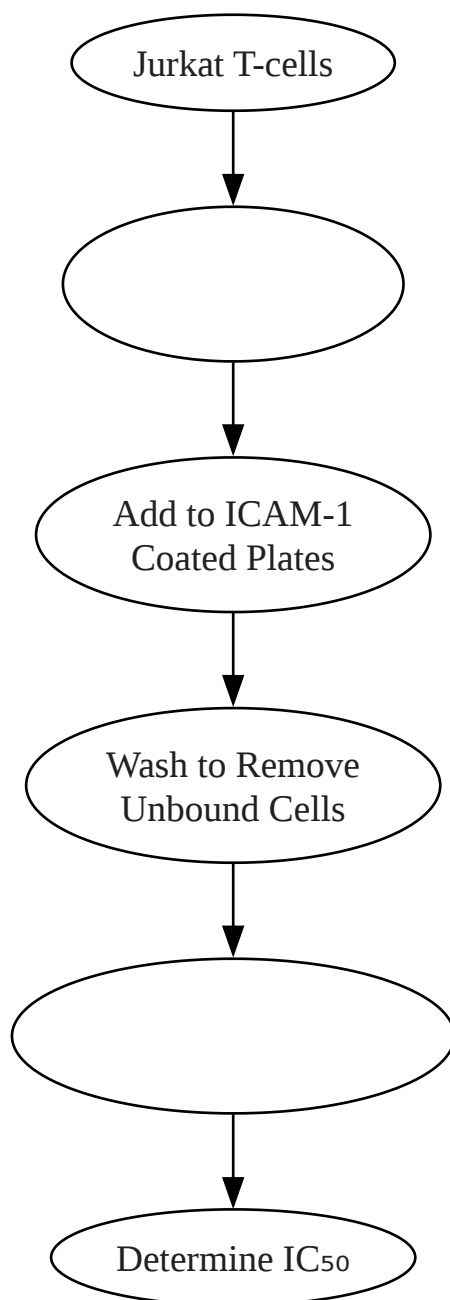 Jurkat T-cells
Add to ICAM-1
Coated Plates
Wash to Remove
Unbound Cells
Determine IC₅₀